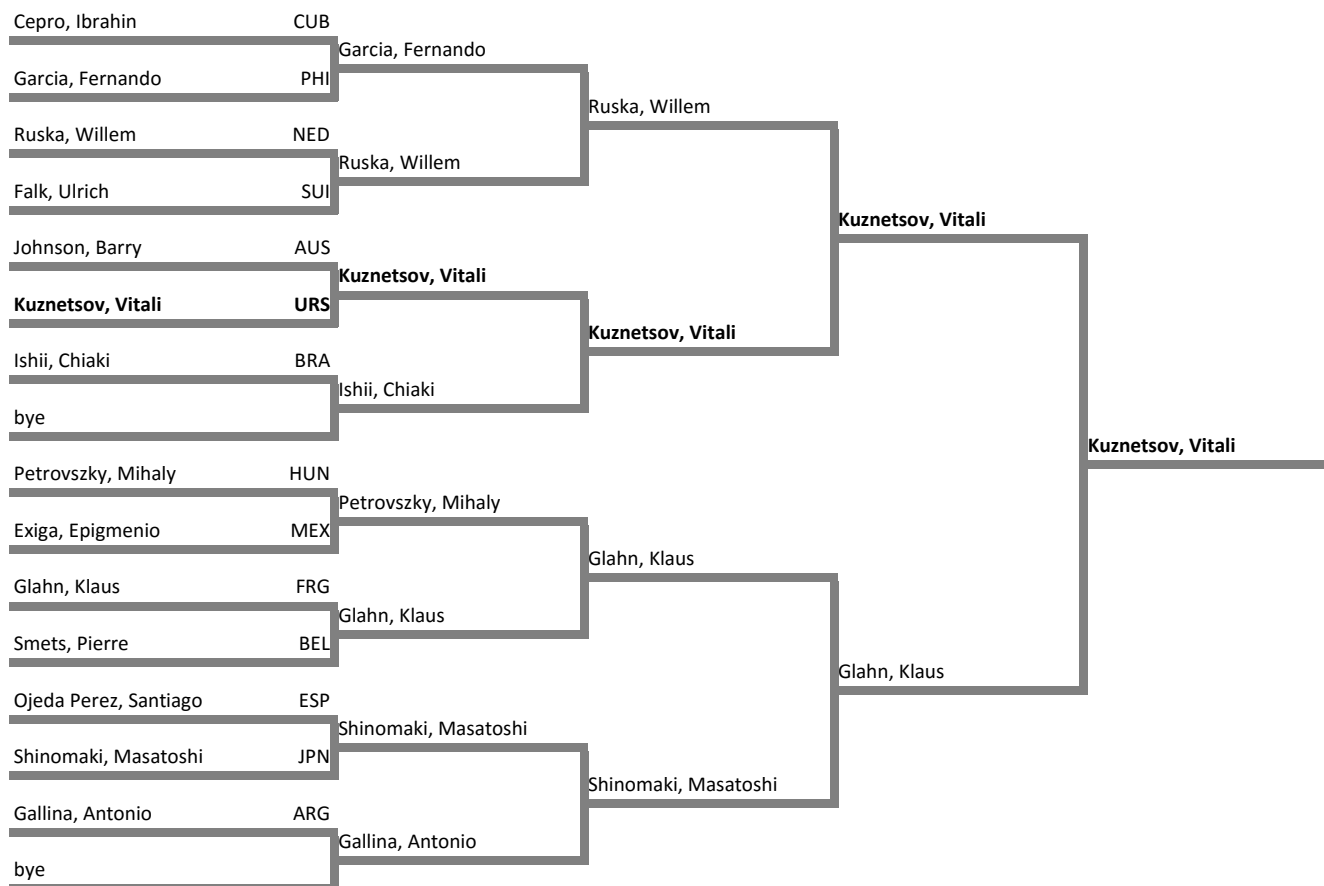 Cepro, Ibrahin CUB
Garcia, Fernando
Garcia, Fernando PHI
Ruska, Willem
Ruska, Willem NED
Ruska, Willem
Falk, Ulrich SUI
Kuznetsov, Vitali
Johnson, Barry AUS
Kuznetsov, Vitali
Kuznetsov, Vitali URS
Kuznetsov, Vitali
Ishii, Chiaki BRA
Ishii, Chiaki
bye
Kuznetsov, Vitali
Petrovszky, Mihaly HUN
Petrovszky, Mihaly
Exiga, Epigmenio MEX
Glahn, Klaus
Glahn, Klaus FRG
Glahn, Klaus
Smets, Pierre BEL
Glahn, Klaus
Ojeda Perez, Santiago ESP
Shinomaki, Masatoshi
Shinomaki, Masatoshi JPN
Shinomaki, Masatoshi
Gallina, Antonio ARG
Gallina, Antonio
bye